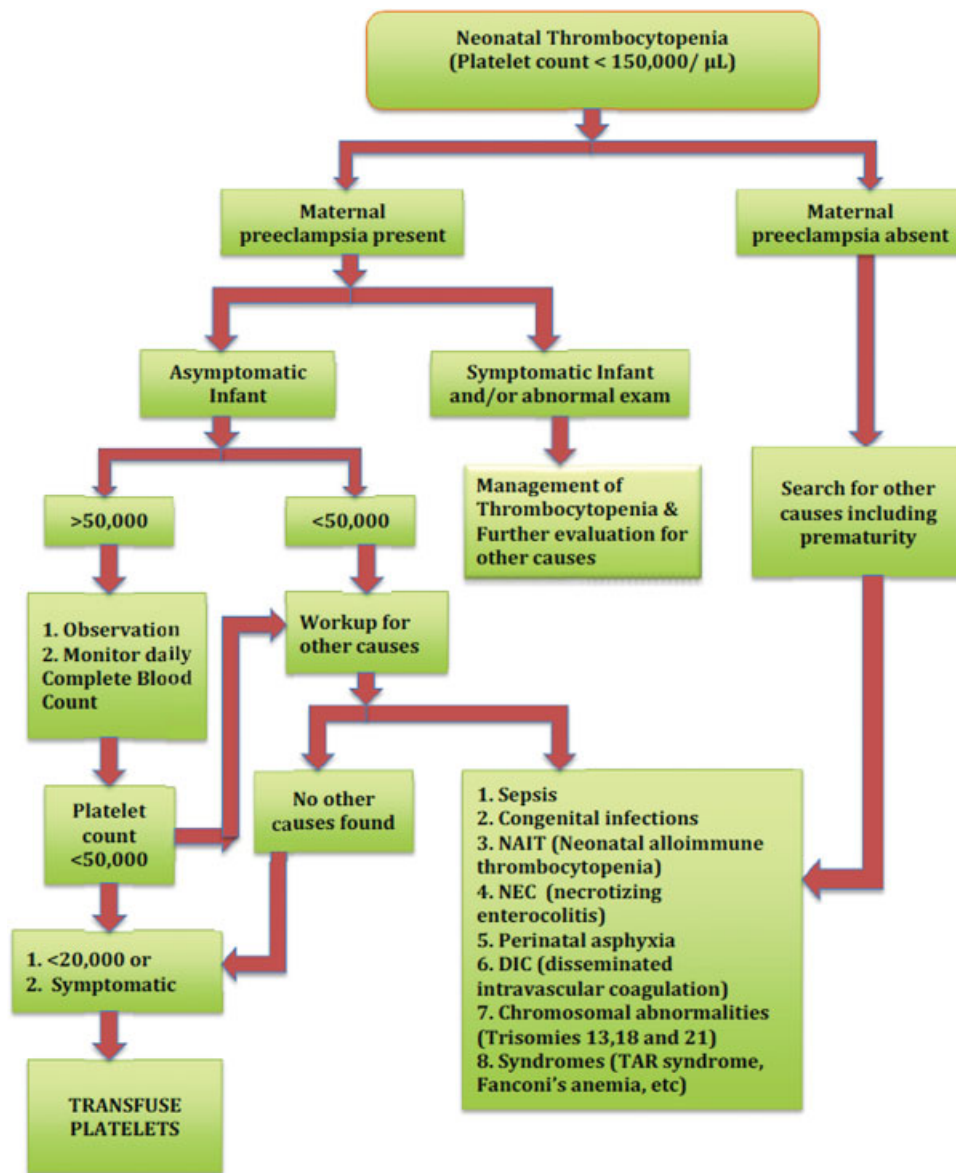 Neonatal Thrombocytopenia
(Platelet count < 150,000/ µL)
Maternal
preeclampsia present
Maternal
preeclampsia absent
Asymptomatic
Infant
Symptomatic Infant
and/or abnormal exam
>50,000
<50,000
Management of
Thrombocytopenia &
Further evaluation for
other causes
Search for other
causes including
prematurity
1. Observation
2. Monitor daily
Complete Blood
Count
Workup for
other causes
Platelet
count
<50,000
No other
causes found
1. Sepsis
2. Congenital infections
3. NAIT (Neonatal alloimmune
thrombocytopenia)
4. NEC (necrotizing
enterocolitis)
5. Perinatal asphyxia
6. DIC (disseminated
intravascular coagulation)
7. Chromosomal abnormalities
(Trisomies 13,18 and 21)
8. Syndromes (TAR syndrome,
Fanconi's anemia, etc)
1. <20,000 or
2. Symptomatic
TRANSFUSE
PLATELETS